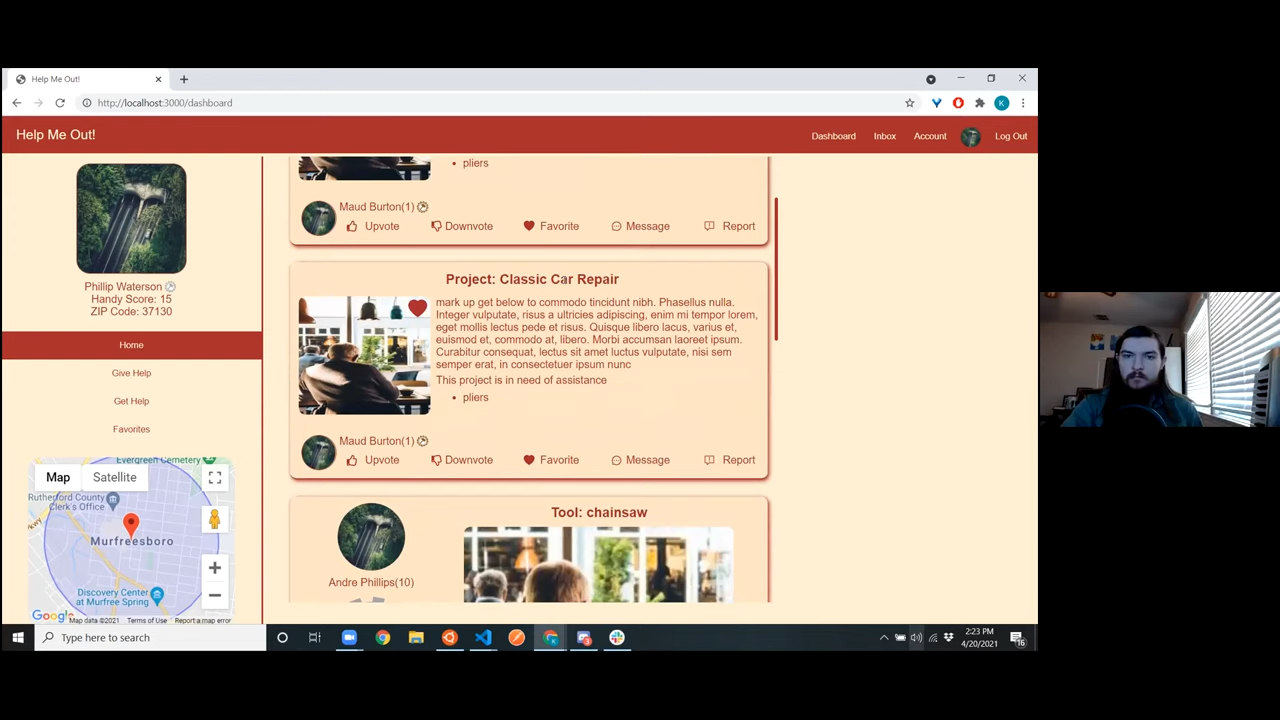 Help Me Out!
http://localhost:3000/dashboard
K
Help Me Out!
Dashboard
Inbox
Account
Log Out
Phillip Waterson
Handy Score: 15
ZIP Code: 37130
Home
Give Help
Get Help
Favorites
Evergreen Cemetery
Map
Satellite
Rutherford County
Clerk's Office
Murfreesboro
Discovery Center
at Murfree Spring
Google
Map data ©2021
Terms of Use
Report a map error
pliers
Maud Burton(1)
Upvote
Downvote
Favorite
Message
Report
Project: Classic Car Repair
mark up get below to commodo tincidunt nibh. Phasellus nulla.
Integer vulputate, risus a ultricies adipiscing, enim mi tempor lorem,
eget mollis lectus pede et risus. Quisque libero lacus, varius et,
euismod et, commodo at, libero. Morbi accumsan laoreet ipsum.
Curabitur consequat, lectus sit amet luctus vulputate, nisi sem
semper erat, in consectetuer ipsum nunc
This project is in need of assistance
pliers
Maud Burton(1)
Upvote
Downvote
Favorite
Message
Report
Tool: chainsaw
Andre Phillips(10)
Type here to search
2:23 PM
4/20/2021
16